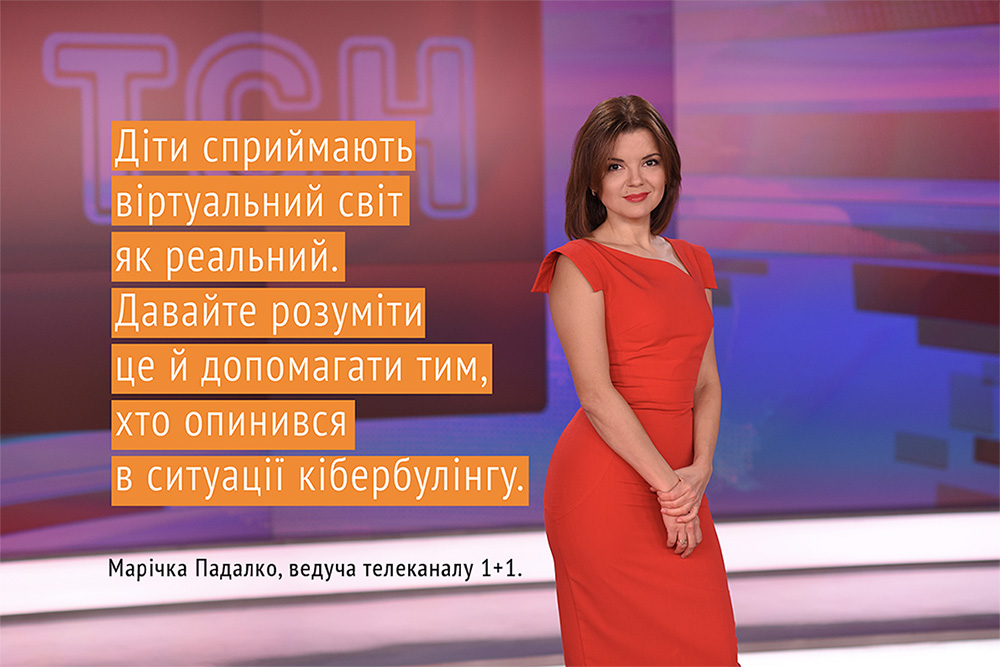 ТСН
Діти сприймають
віртуальний світ
як реальний.
Давайте розуміти
це й допомагати тим,
хто опинився
в ситуації кібербулінгу.
Марічка Падалко, ведуча телеканалу 1+1.